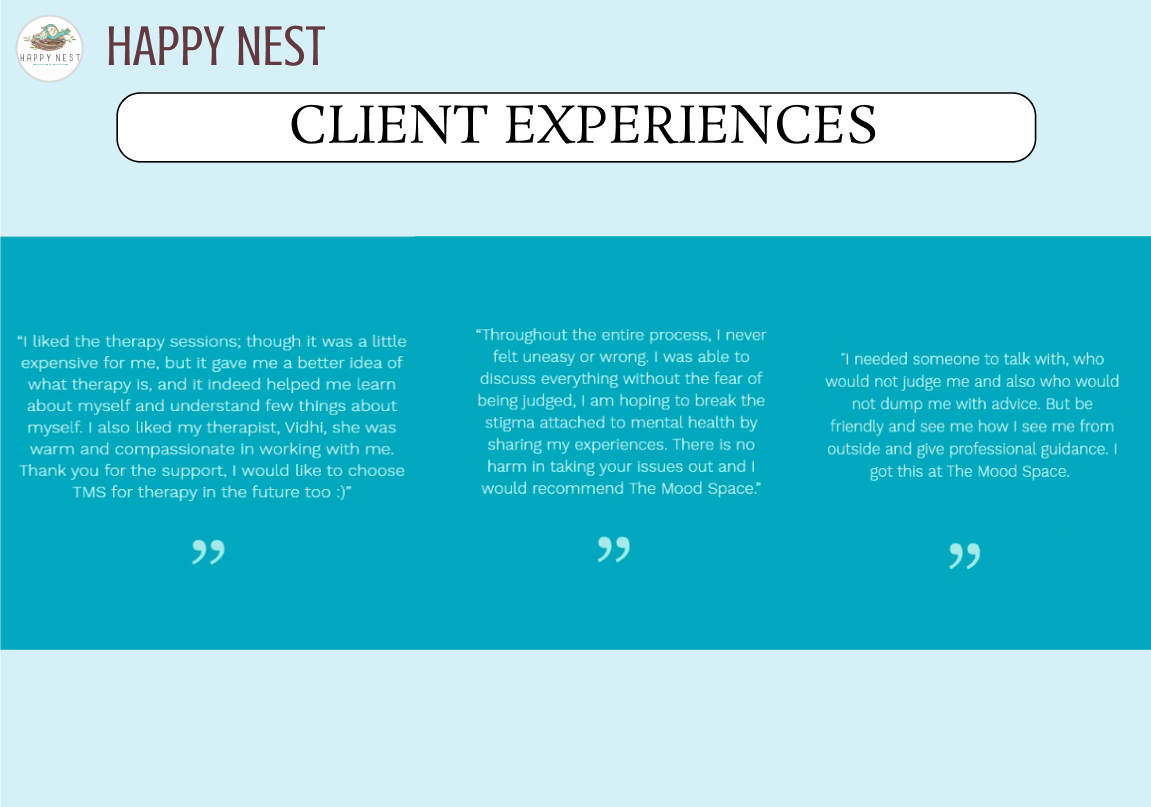 HAPPY NEST
HAPPY NEST
CLIENT EXPERIENCES
“I liked the therapy sessions; though it was a little
expensive for me, but it gave me a better idea of
what therapy is, and it indeed helped me learn
about myself and understand few things about
myself. I also liked my therapist, Vidhi, she was
warm and compassionate in working with me.
Thank you for the support, I would like to choose
TMS for therapy in the future too :)”
”
“Throughout the entire process, I never
felt uneasy or wrong. I was able to
discuss everything without the fear of
being judged, I am hoping to break the
stigma attached to mental health by
sharing my experiences. There is no
harm in taking your issues out and I
would recommend The Mood Space.”
”
“I needed someone to talk with, who
would not judge me and also who would
not dump me with advice. But be
friendly and see me how I see me from
outside and give professional guidance. I
got this at The Mood Space.
”